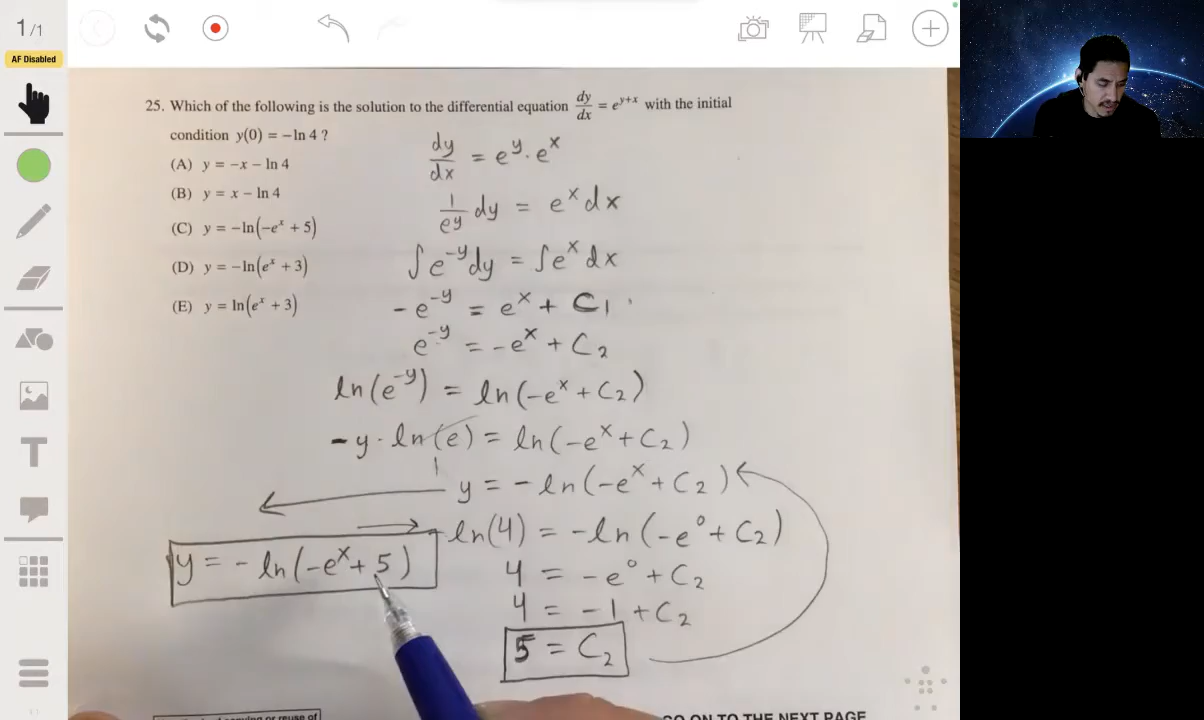 1/1
AF Disabled
25. Which of the following is the solution to the differential equation dy/dx = e^{y+x} with the initial
condition y(0) = −ln 4 ?
(A) y = −x − ln 4
(B) y = x − ln 4
(C) y = −ln(−e^x + 5)
(D) y = −ln(e^x + 3)
(E) y = ln(e^x + 3)
dy/dx = e^y · e^x
1/e^y dy = e^x dx
∫e^{-y} dy = ∫e^x dx
-e^{-y} = e^x + C₁
e^{-y} = -e^x + C₂
ln(e^{-y}) = ln(-e^x + C₂)
-y · ln(e) = ln(-e^x + C₂)
1
y = -ln(-e^x + C₂)
-ln(4) = -ln(-e^0 + C₂)
4 = -e^0 + C₂
4 = -1 + C₂
5 = C₂
y = -ln(-e^x + 5)
T
GO ON TO THE NEXT PAGE